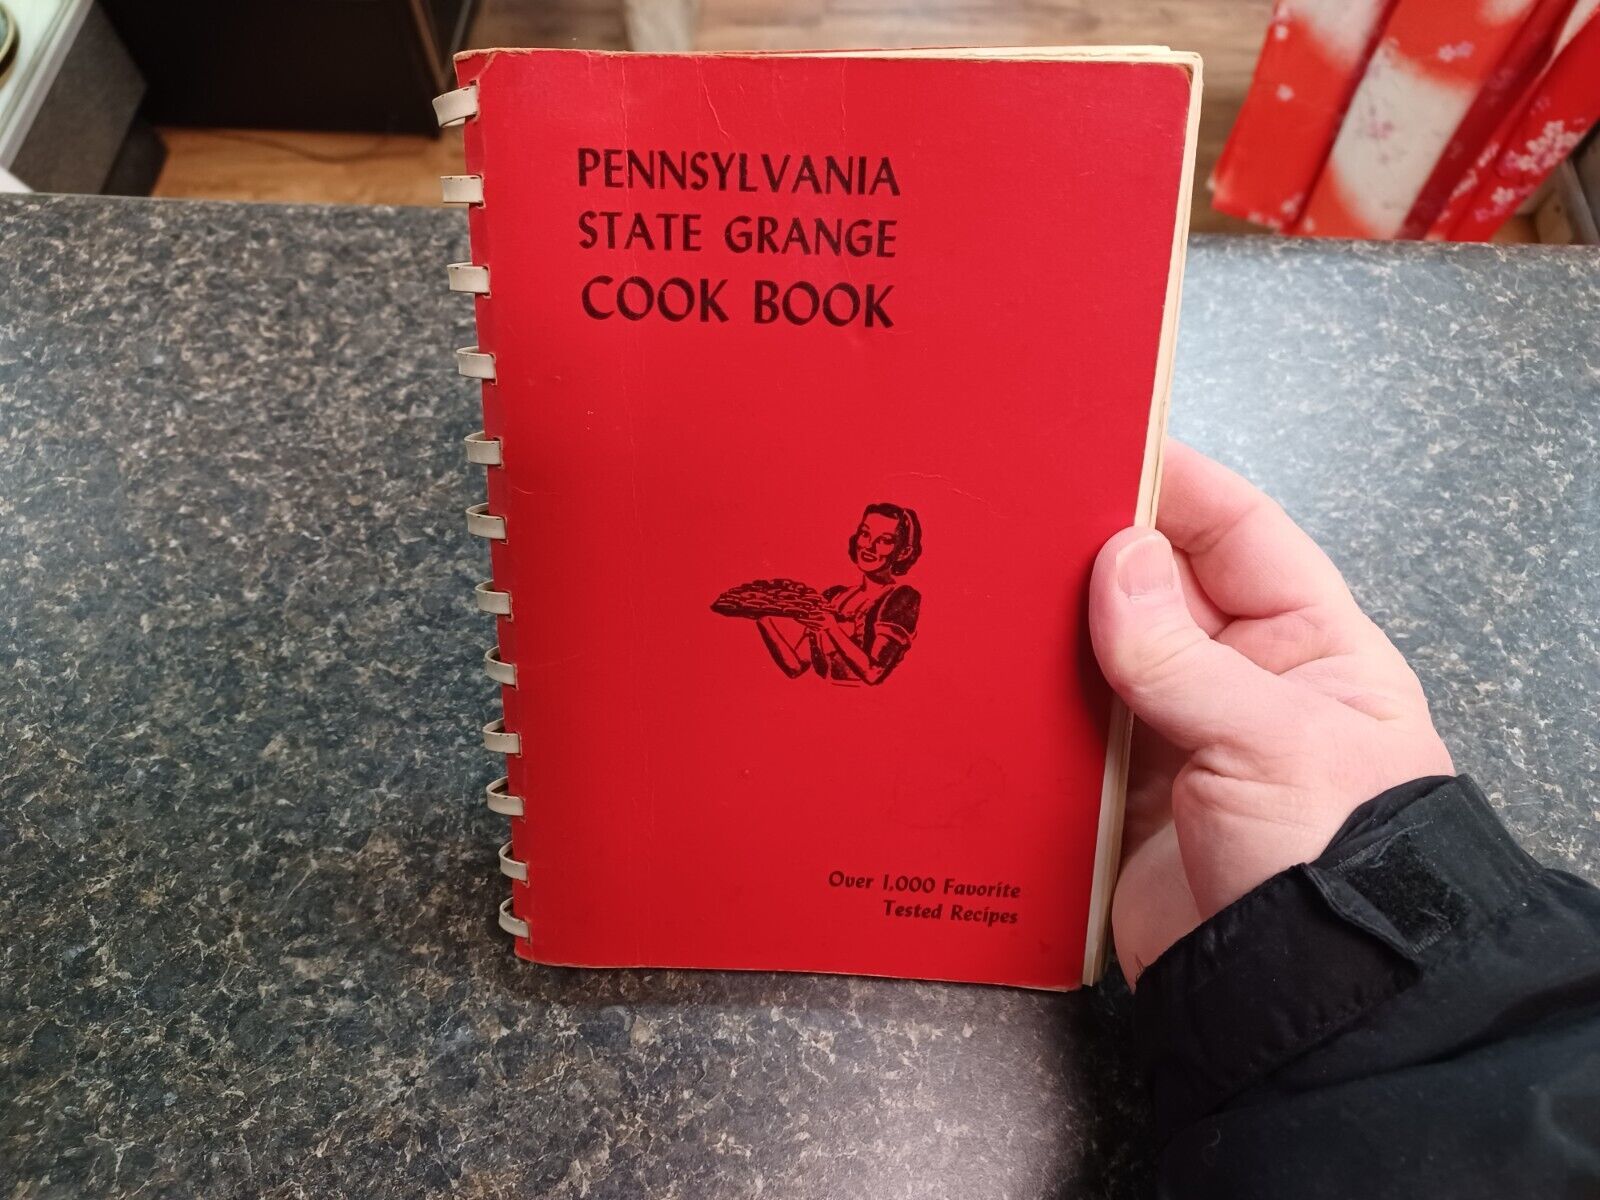 PENNSYLVANIA
STATE GRANGE
COOK BOOK
Over 1,000 Favorite
Tested Recipes